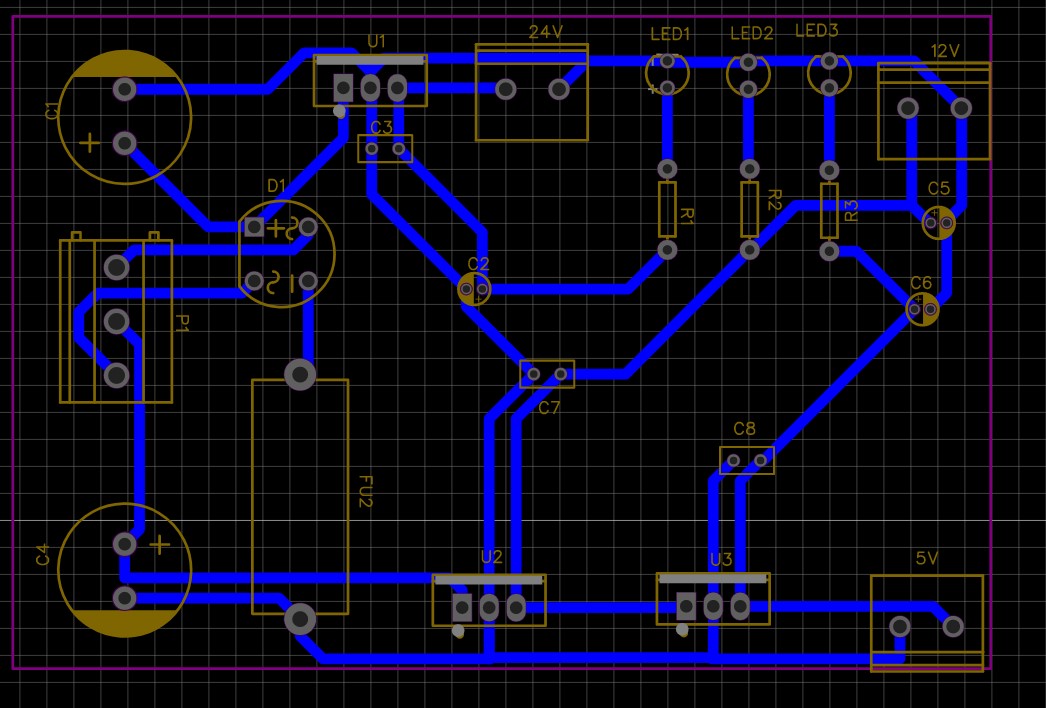 24V
LED1
LED2
LED3
U1
12V
C1
+
C3
D1
+
C5
R1
R2
R3
C2
C6
P1
C7
C8
FU2
C4
+
U2
U3
5V